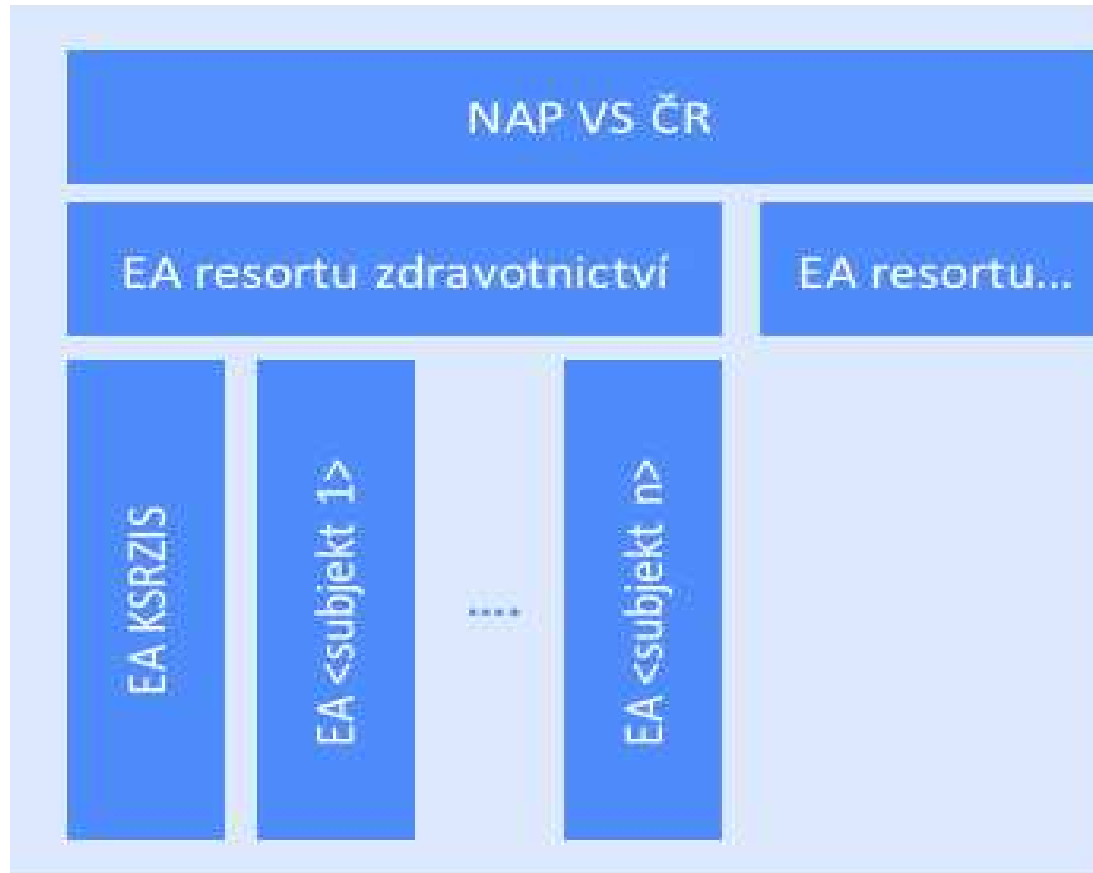 NAP VS ČR
EA resortu zdravotnictví
EA resortu...
EA KSRZIS
EA <subjekt 1>
....
EA <subjekt n>